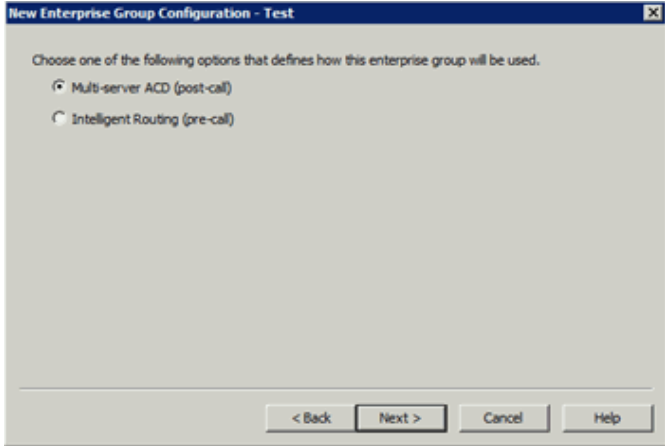 New Enterprise Group Configuration - Test
Choose one of the following options that defines how this enterprise group will be used.
Multi-server ACD (post-call)
Intelligent Routing (pre-call)
< Back Next > Cancel Help